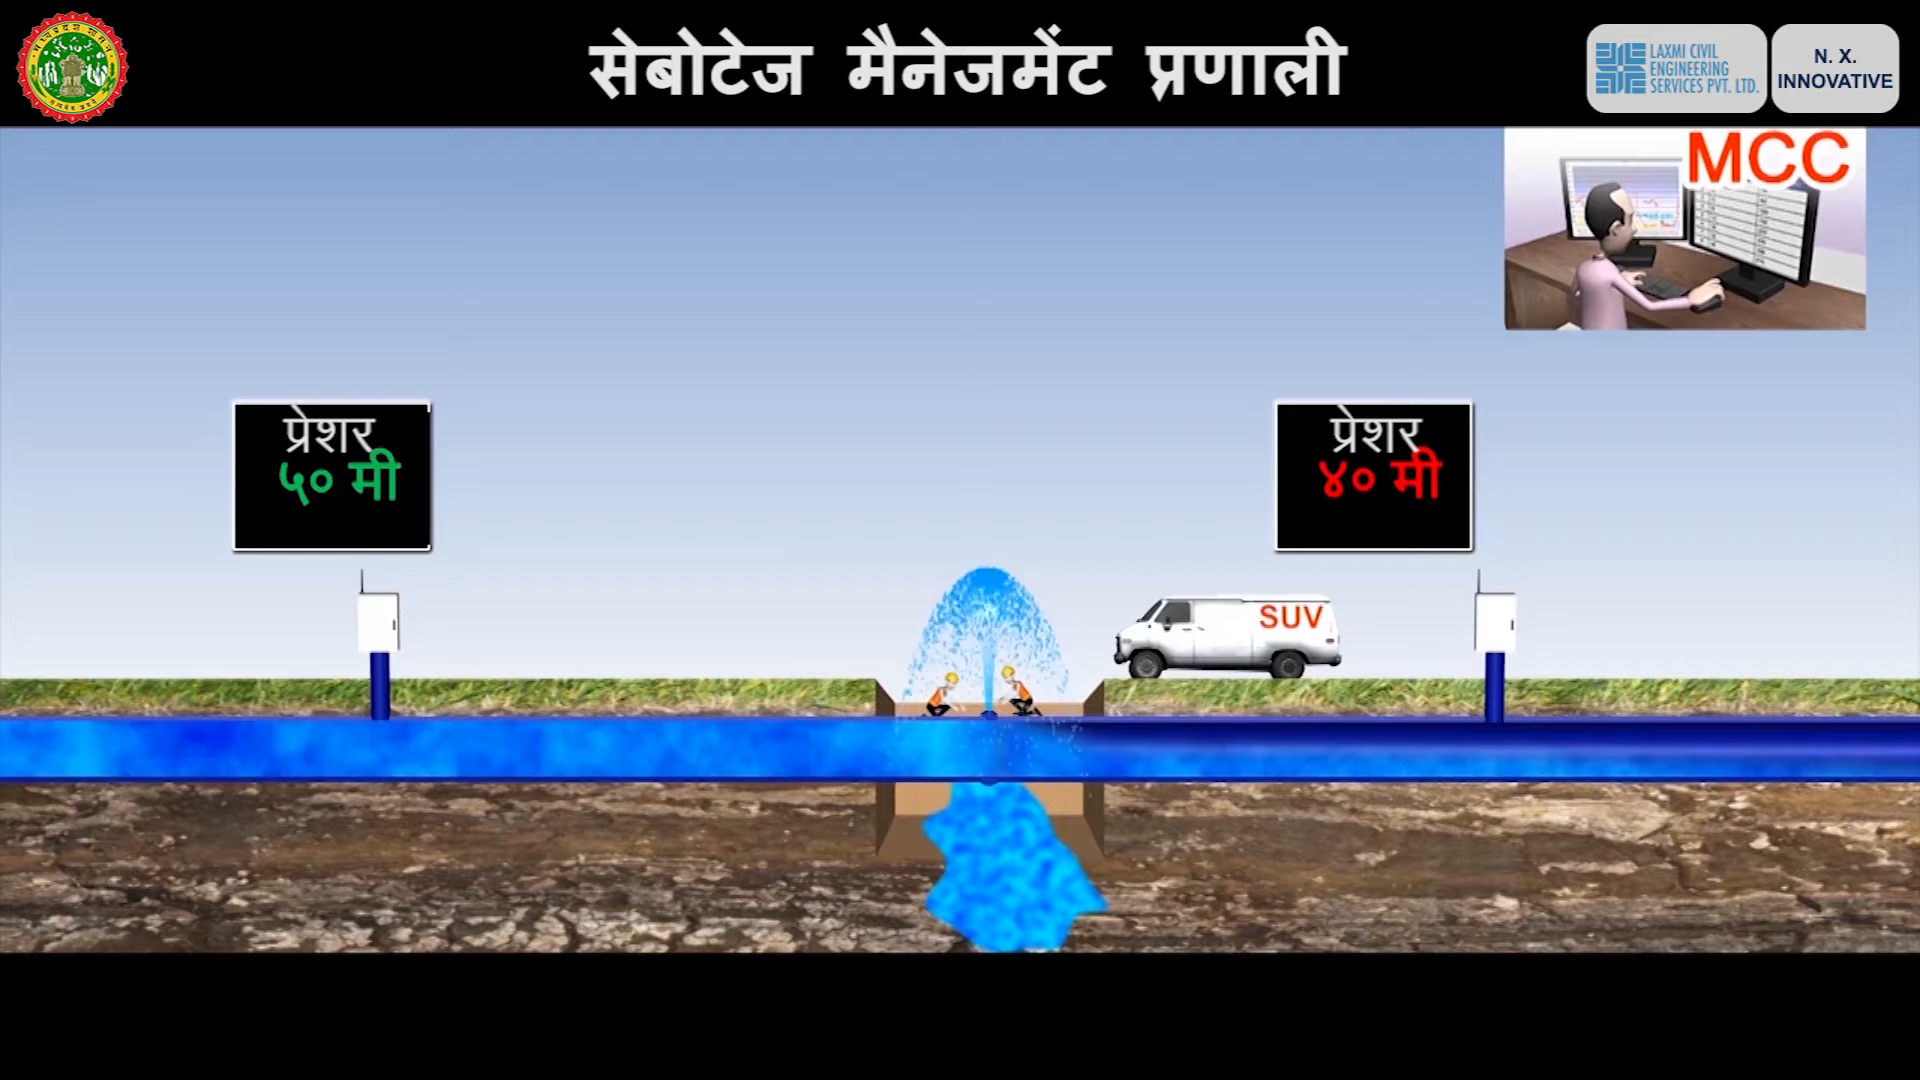 सेबोटेज मैनेजमेंट प्रणाली
LAXMI CIVIL
ENGINEERING
SERVICES PVT. LTD.
N. X.
INNOVATIVE
MCC
प्रेशर
५० मी
प्रेशर
४० मी
SUV